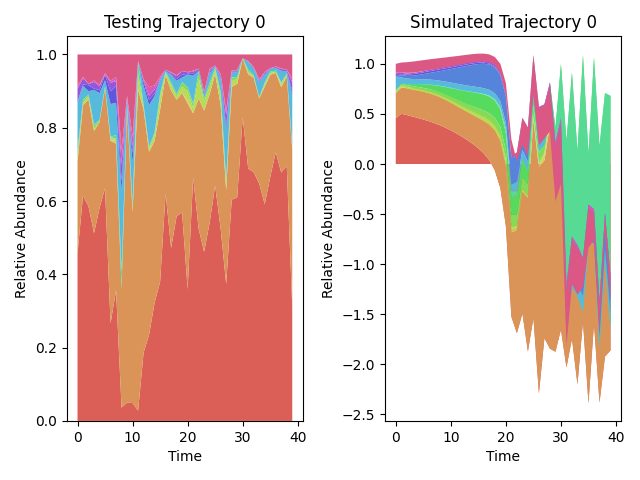 Testing Trajectory 0
Relative Abundance
1.0
0.8
0.6
0.4
0.2
0.0
0 10 20 30 40
Time
Simulated Trajectory 0
Relative Abundance
1.0
0.5
0.0
−0.5
−1.0
−1.5
−2.0
−2.5
0 10 20 30 40
Time